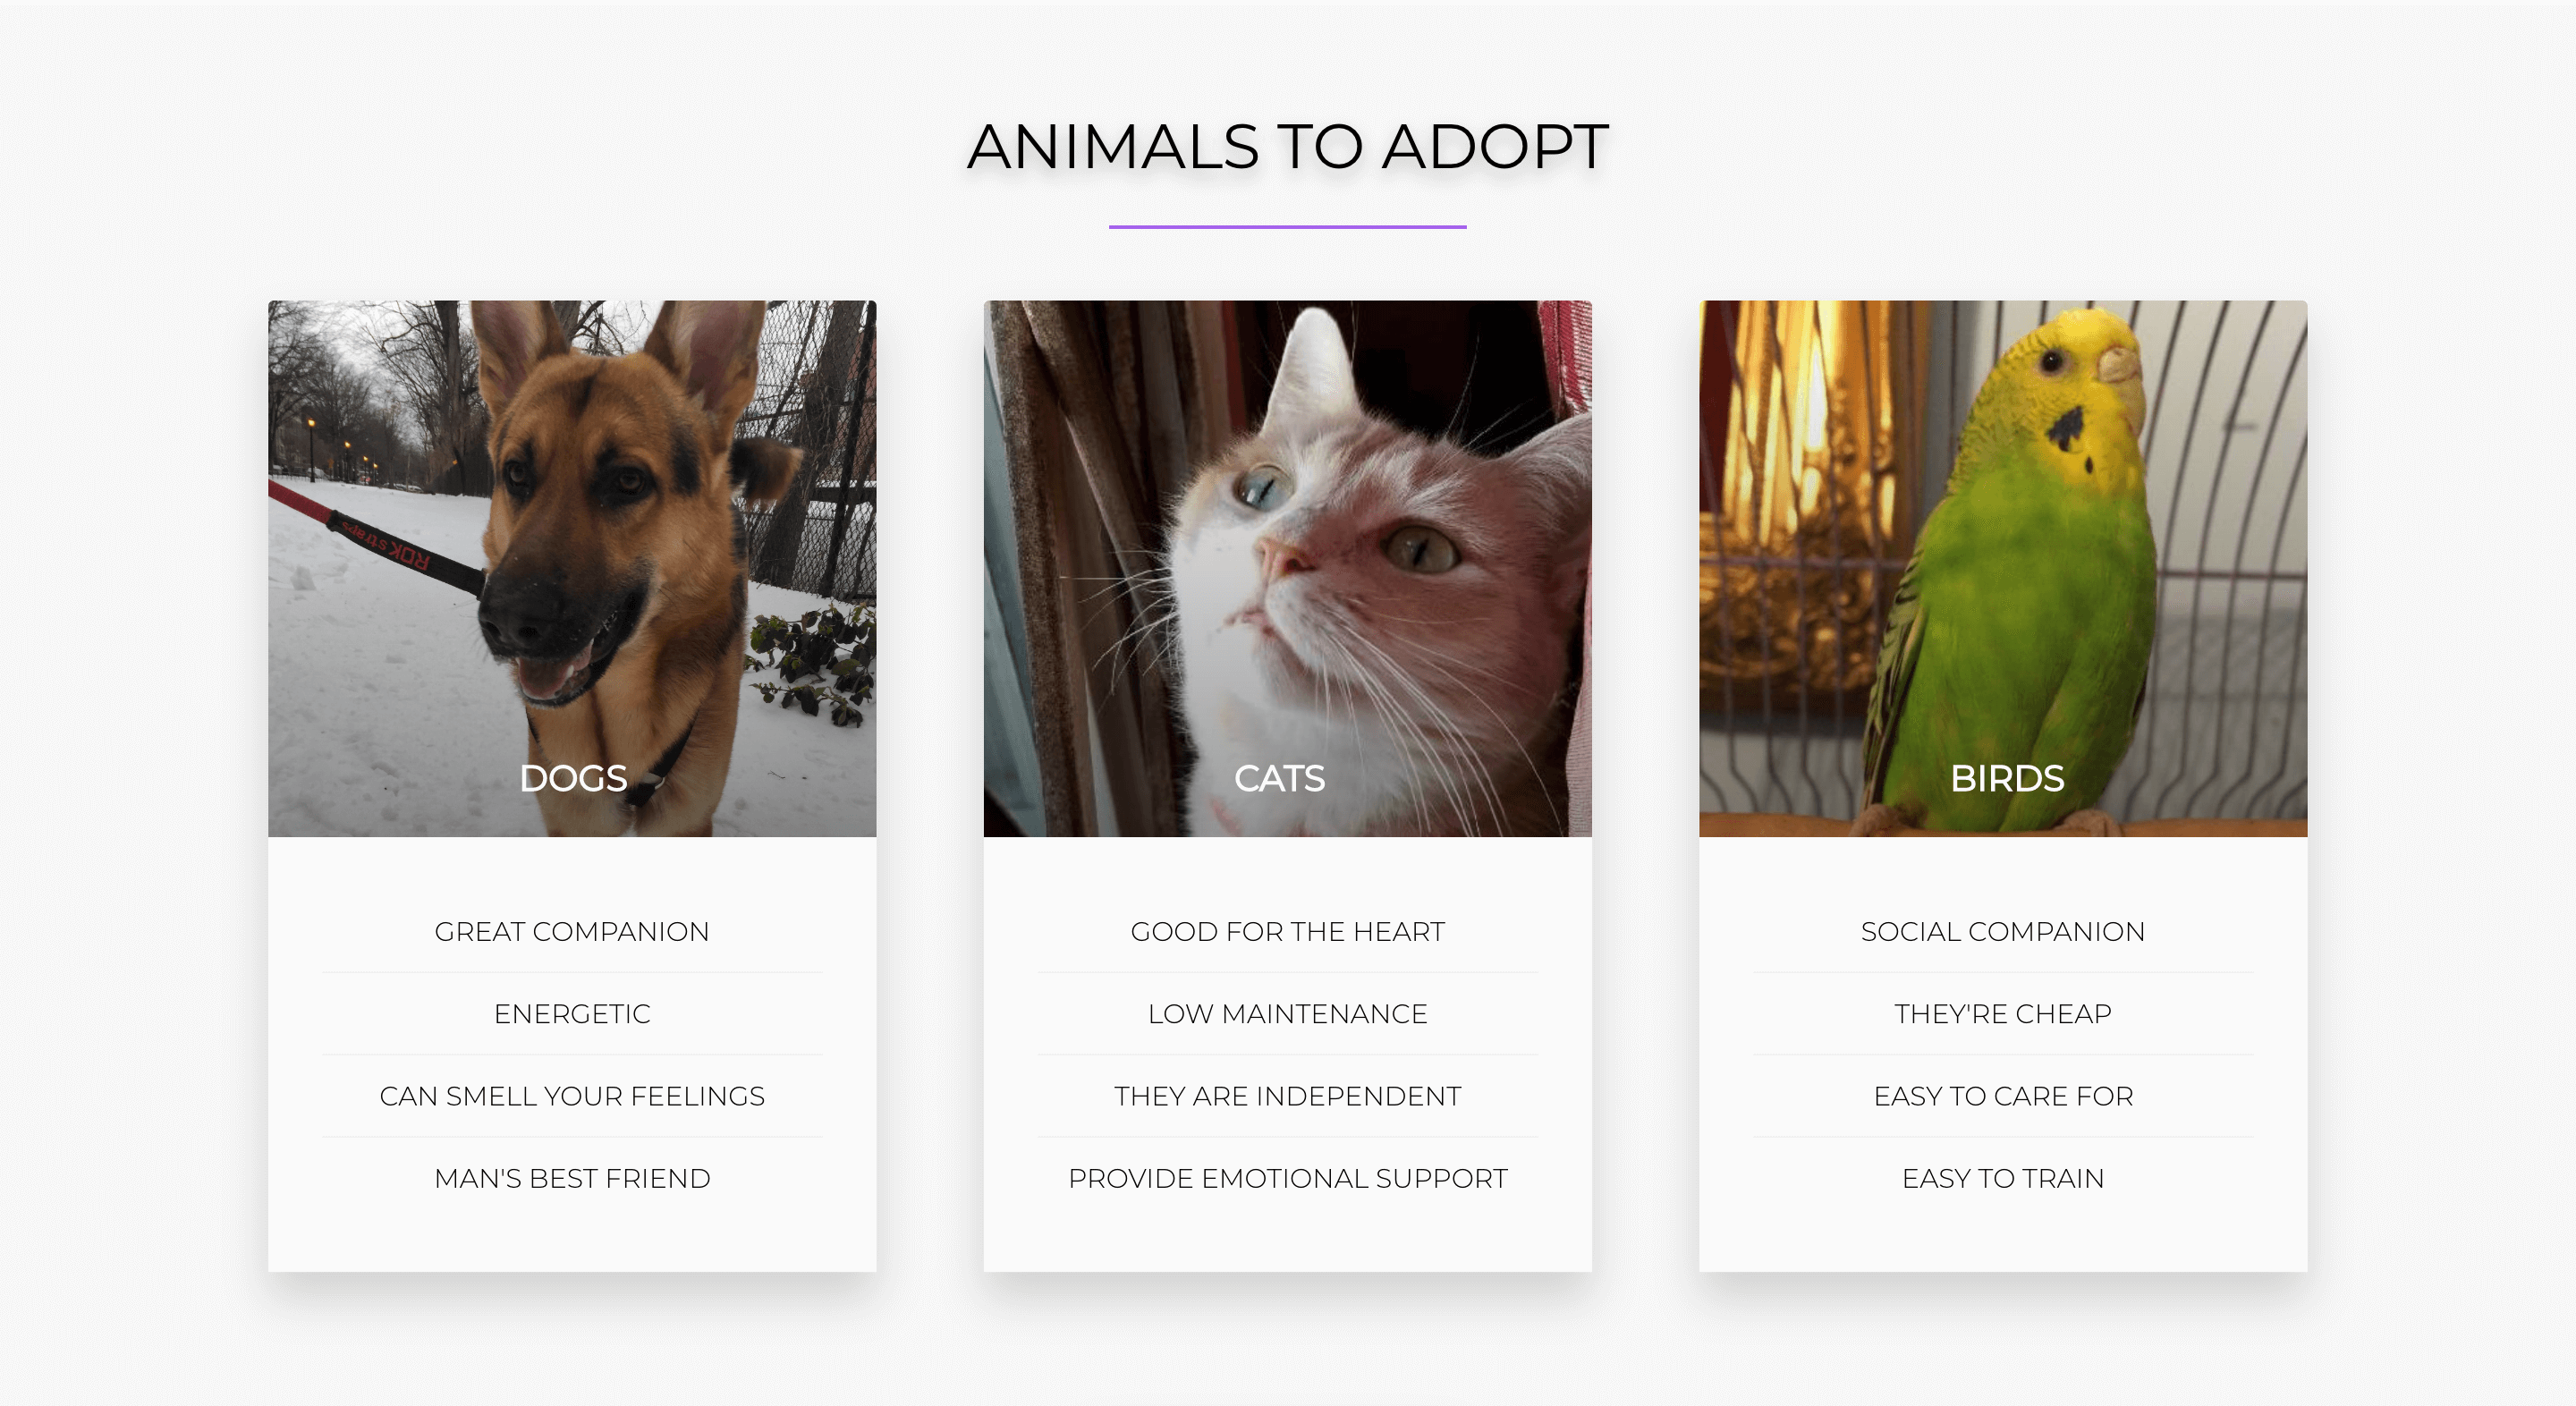 ANIMALS TO ADOPT
RDK straps
DOGS
GREAT COMPANION
ENERGETIC
CAN SMELL YOUR FEELINGS
MAN'S BEST FRIEND
CATS
GOOD FOR THE HEART
LOW MAINTENANCE
THEY ARE INDEPENDENT
PROVIDE EMOTIONAL SUPPORT
BIRDS
SOCIAL COMPANION
THEY'RE CHEAP
EASY TO CARE FOR
EASY TO TRAIN